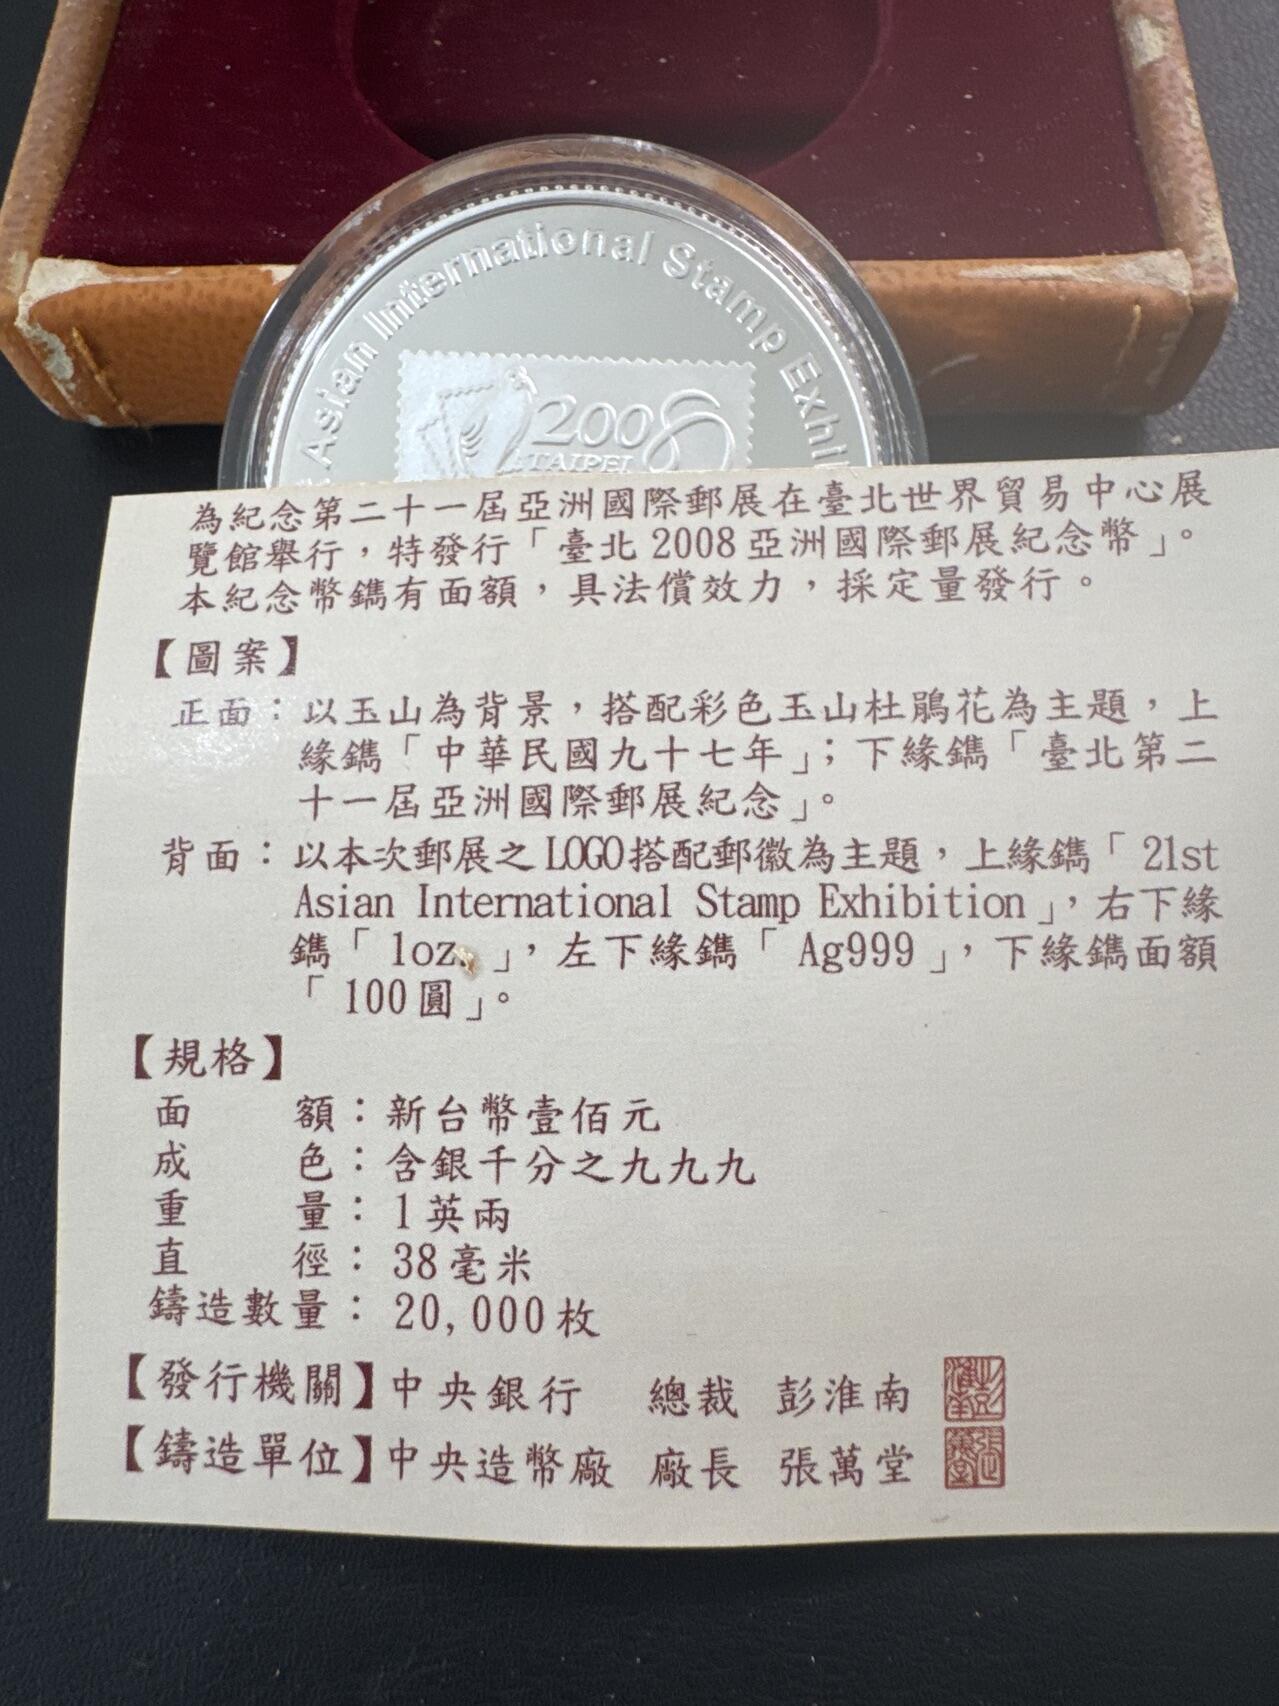 Asian International Stamp Exhi
2008
TAIPEI
為紀念第二十一屆亞洲國際郵展在臺北世界貿易中心展
覽館舉行，特發行「臺北2008亞洲國際郵展紀念幣」。
本紀念幣鐫有面額，具法償效力，採定量發行。
【圖案】
正面：以玉山為背景，搭配彩色玉山杜鵑花為主題，上
緣鐫「中華民國九十七年」；下緣鐫「臺北第二
十一屆亞洲國際郵展紀念」。
背面：以本次郵展之LOGO搭配郵徽為主題，上緣鐫「21st
Asian International Stamp Exhibition」，右下緣
鐫「1oz.」，左下緣鐫「Ag999」，下緣鐫面額
「100圓」。
【規格】
面額：新台幣壹佰元
成色：含銀千分之九九九
重量：1英兩
直徑：38毫米
鑄造數量：20,000枚
【發行機關】中央銀行 總裁 彭淮南
【鑄造單位】中央造幣廠 廠長 張萬堂